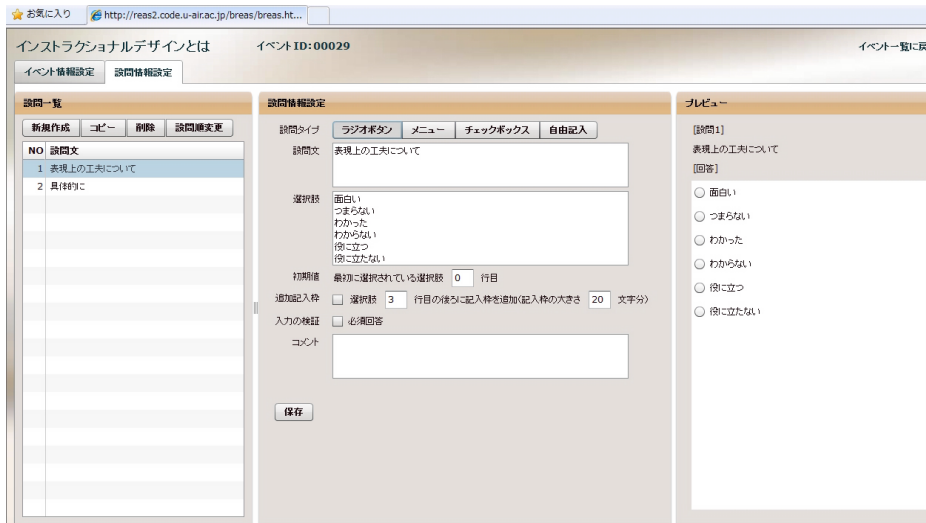 お気に入り http://reas2.code.u-air.ac.jp/breas/breas.ht...
インストラクショナルデザインとは イベントID:00029 イベント一覧に戻
イベント情報設定 設問情報設定
設問一覧
新規作成 コピー 削除 設問順変更
NO 設問文
1 表現上の工夫について
2 具体的に
設問情報設定
設問タイプ ラジオボタン メニュー チェックボックス 自由記入
設問文 表現上の工夫について
選択肢 面白い
つまらない
わかった
わからない
役に立つ
役に立たない
初期値 最初に選択されている選択肢 0 行目
追加記入枠 選択肢 3 行目の後ろに記入枠を追加(記入枠の大きさ 20 文字分)
入力の検証 必須回答
コメント
保存
プレビュー
[設問1]
表現上の工夫について
[回答]
面白い
つまらない
わかった
わからない
役に立つ
役に立たない